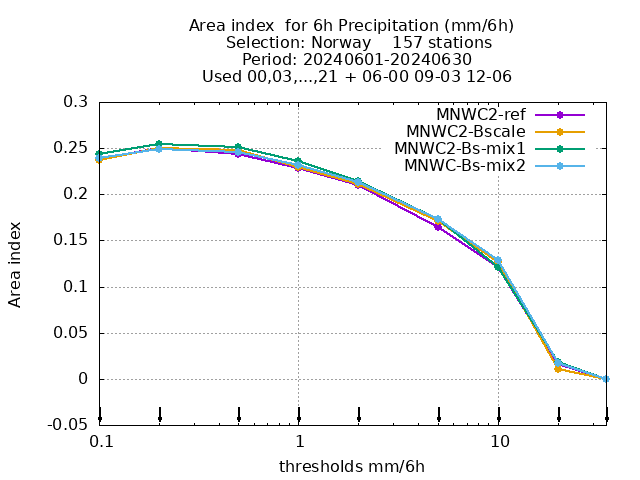 Area index  for 6h Precipitation (mm/6h)
Selection: Norway    157 stations
Period: 20240601-20240630
Used 00,03,...,21 + 06-00 09-03 12-06
MNWC2-ref
MNWC2-Bscale
MNWC2-Bs-mix1
MNWC-Bs-mix2
0.3
0.25
0.2
0.15
0.1
0.05
0
-0.05
Area index
0.1
1
10
thresholds mm/6h